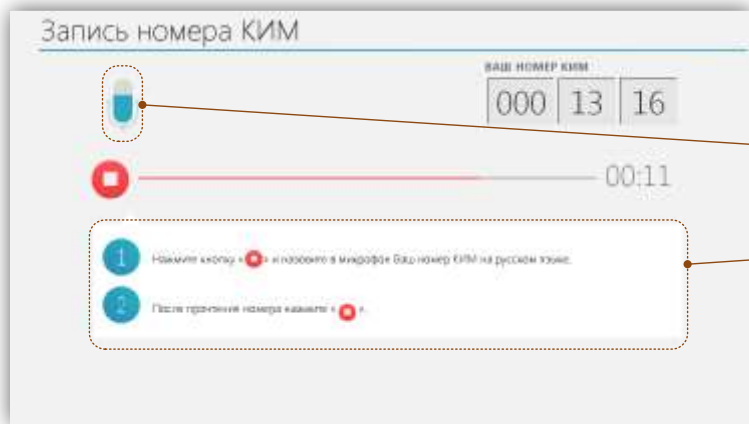 Запись номера КИМ
ВАШ НОМЕР КИМ
000 13 16
00:11
1 Нажмите кнопку « » и назовите в микрофон Ваш номер КИМ на русском языке.
2 После прочтения номера нажмите « ».